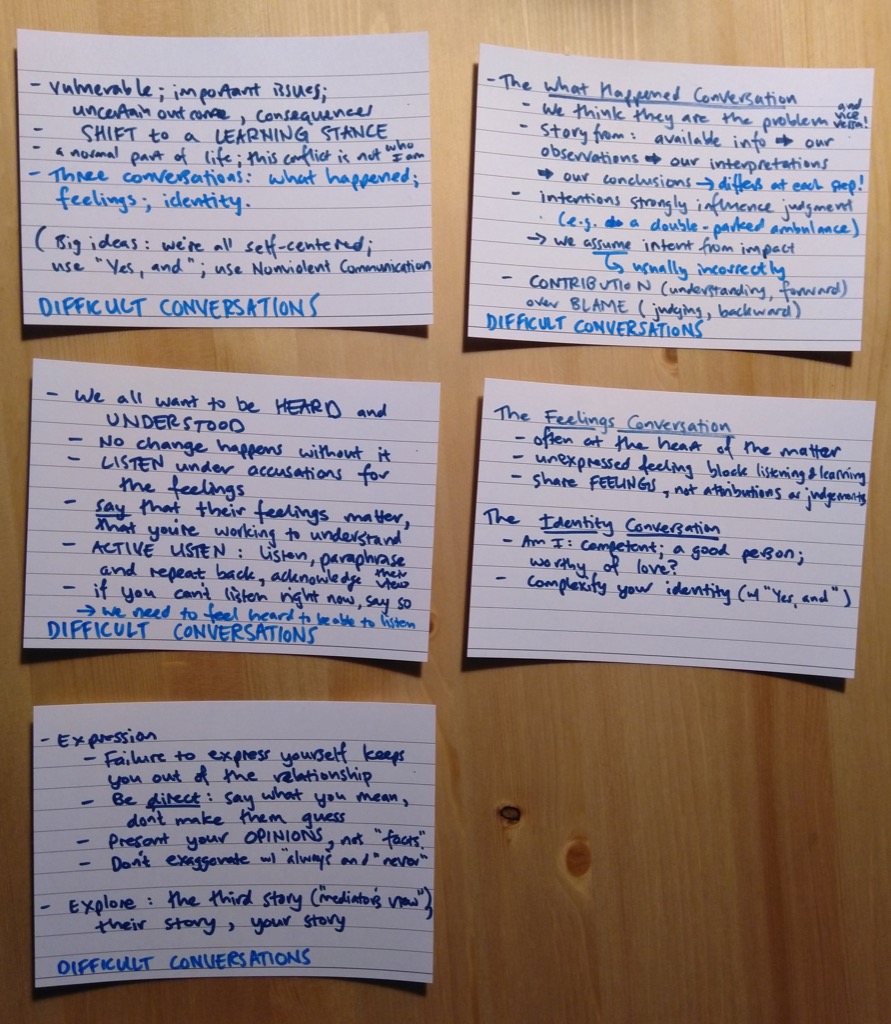 - Vulnerable; important issues;
uncertain outcome, consequences
- SHIFT to a LEARNING STANCE
- a normal part of life; this conflict is not who I am
- Three conversations: what happened;
feelings; identity.
(Big ideas: we're all self-centered;
use "Yes, and"; use Nonviolent Communication
DIFFICULT CONVERSATIONS
- The What Happened Conversation
- We think they are the problem and vice versa!
- Story from: available info → our
observations → our interpretations
→ our conclusions → differs at each step!
- intentions strongly influence judgment
(e.g. a double-parked ambulance)
→ we assume intent from impact
↳ usually incorrectly
- CONTRIBUTION (understanding, forward)
over BLAME (judging, backward)
DIFFICULT CONVERSATIONS
- We all want to be HEARD and
UNDERSTOOD
- No change happens without it
- LISTEN under accusations for
the feelings
- say that their feelings matter,
that you're working to understand
- ACTIVE LISTEN: listen, paraphrase
and repeat back, acknowledge their view
- if you can't listen right now, say so
→ we need to feel heard to be able to listen
DIFFICULT CONVERSATIONS
The Feelings Conversation
- often at the heart of the matter
- unexpressed feeling block listening & learning
- share FEELINGS, not attributions or judgements
The Identity Conversation
- Am I: competent; a good person;
worthy of love?
- complexify your identity (w/ "Yes, and")
- Expression
- Failure to express yourself keeps
you out of the relationship
- Be direct: say what you mean,
don't make them guess
- Present your OPINIONS, not "facts".
- Don't exaggerate w/ "always" and "never"
- Explore: the third story ("mediator's view"),
their story, your story
DIFFICULT CONVERSATIONS